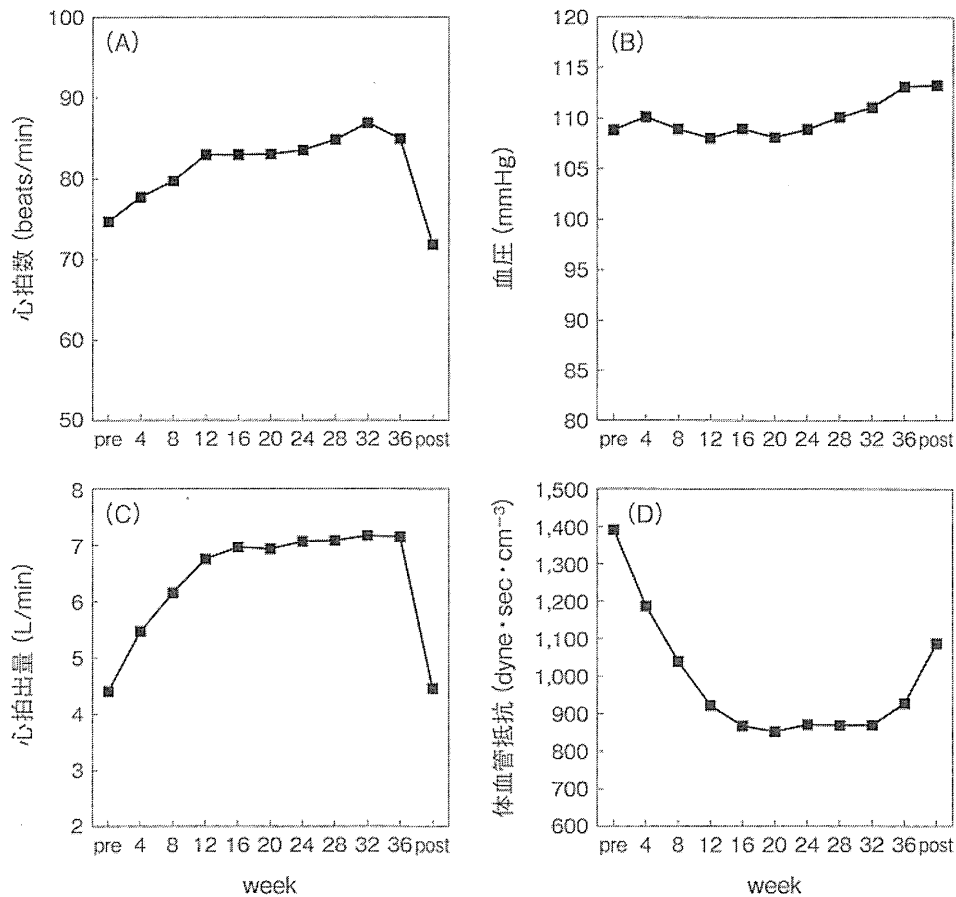 (A)
心拍数 (beats/min)
100
90
80
70
60
50
pre 4 8 12 16 20 24 28 32 36 post
(B)
血圧 (mmHg)
120
115
110
105
100
95
90
85
80
pre 4 8 12 16 20 24 28 32 36 post
(C)
心拍出量 (L/min)
8
7
6
5
4
3
2
pre 4 8 12 16 20 24 28 32 36 post
week
(D)
体血管抵抗 (dyne・sec・cm⁻³)
1,500
1,400
1,300
1,200
1,100
1,000
900
800
700
600
pre 4 8 12 16 20 24 28 32 36 post
week